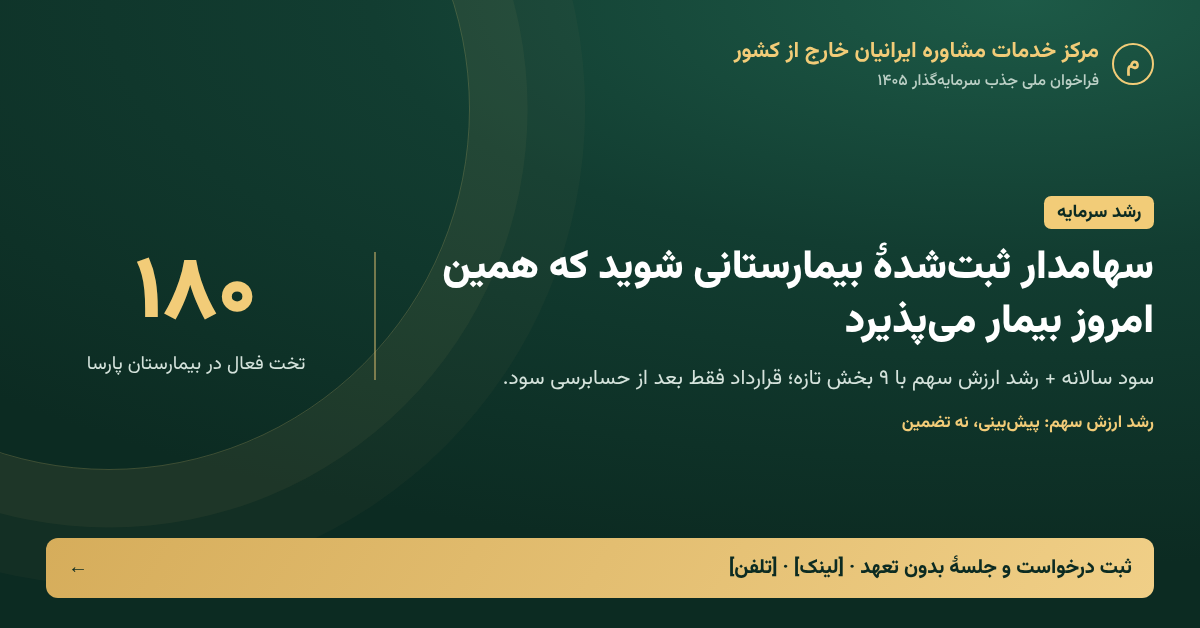 م
مرکز خدمات مشاوره ایرانیان خارج از کشور
فراخوان ملی جذب سرمایه‌گذار ۱۴۰۵
رشد سرمایه
سهامدار ثبت‌شدهٔ بیمارستانی شوید که همین
امروز بیمار می‌پذیرد
سود سالانه + رشد ارزش سهم با ۹ بخش تازه؛ قرارداد فقط بعد از حسابرسی سود.
رشد ارزش سهم: پیش‌بینی، نه تضمین
۱۸۰
تخت فعال در بیمارستان پارسا
ثبت درخواست و جلسهٔ بدون تعهد · [لینک] · [تلفن] ←